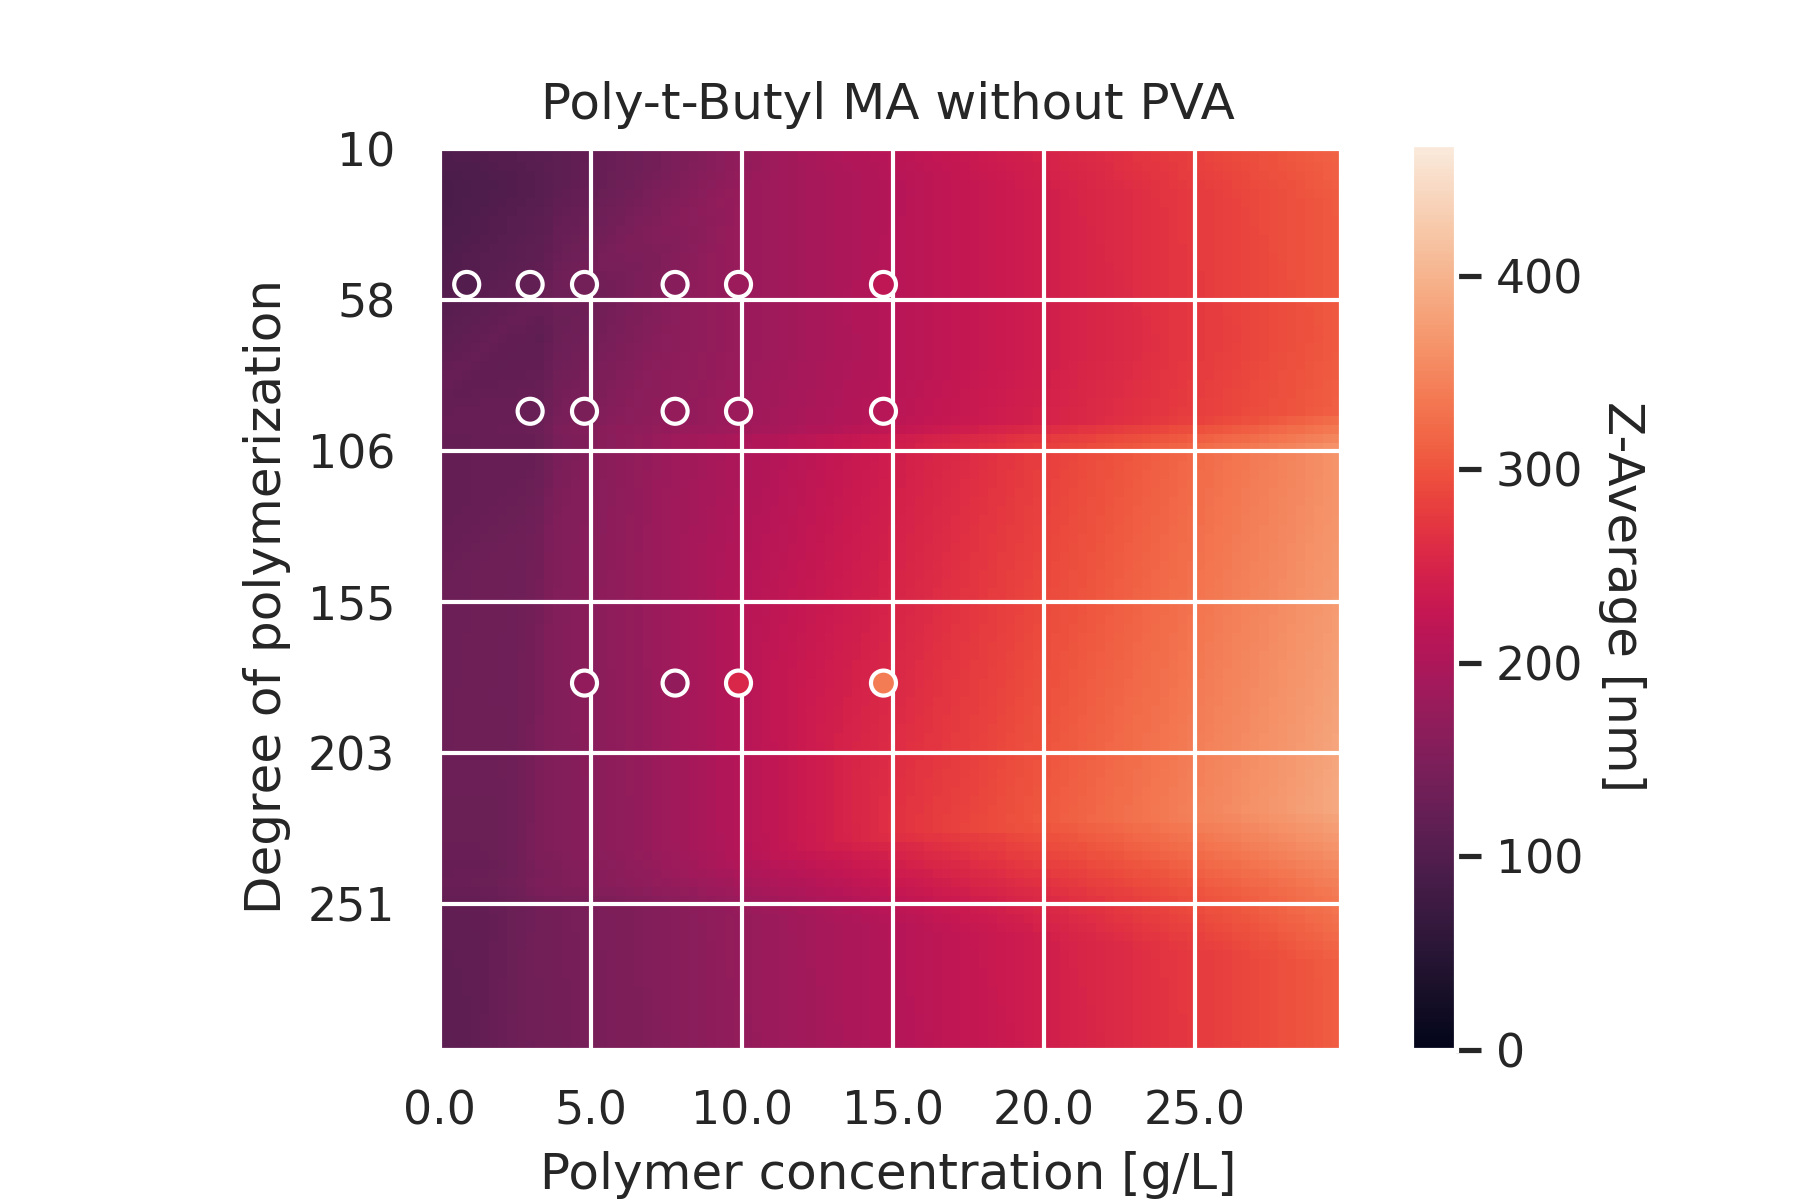 Poly-t-Butyl MA without PVA
10
58
106
155
203
251
Degree of polymerization
0.0 5.0 10.0 15.0 20.0 25.0
Polymer concentration [g/L]
400
300
200
100
0
Z-Average [nm]